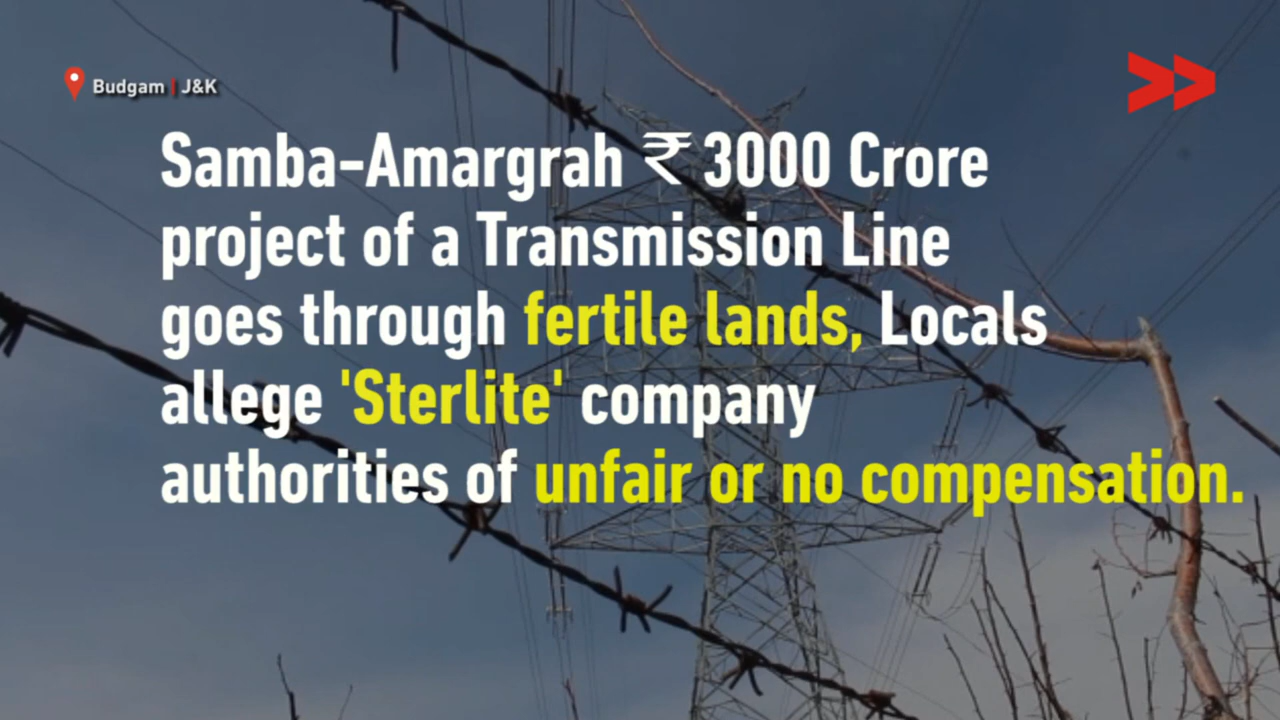 Budgam | J&K
Samba-Amargrah ₹ 3000 Crore
project of a Transmission Line
goes through fertile lands, Locals
allege 'Sterlite' company
authorities of unfair or no compensation.